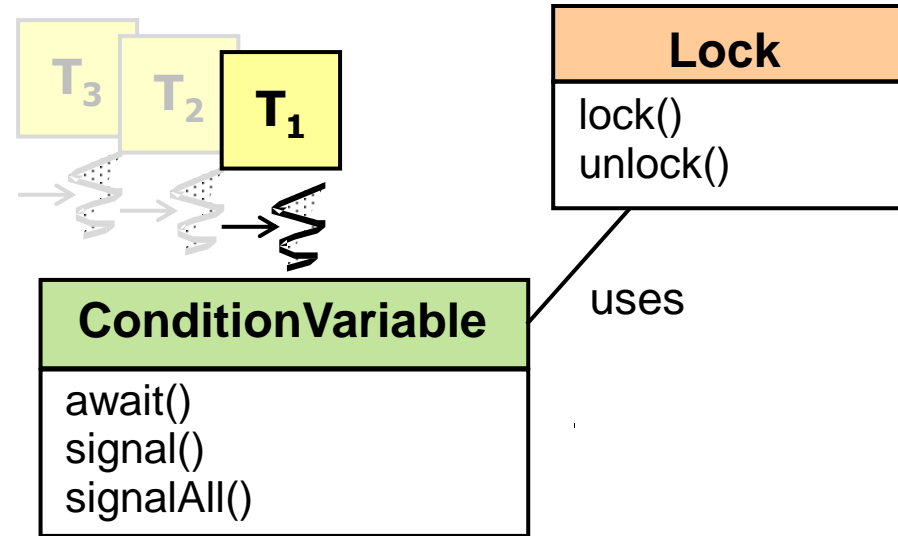 T3
T2
T1
Lock
lock()
unlock()
uses
ConditionVariable
await()
signal()
signalAll()